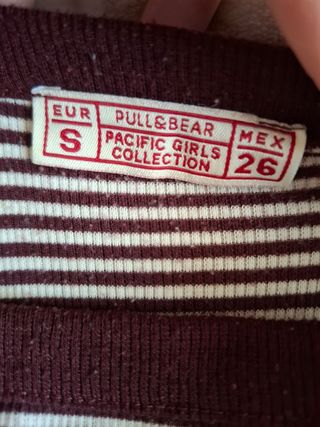 EUR
S
PULL&BEAR
PACIFIC GIRLS
COLLECTION
MEX
26